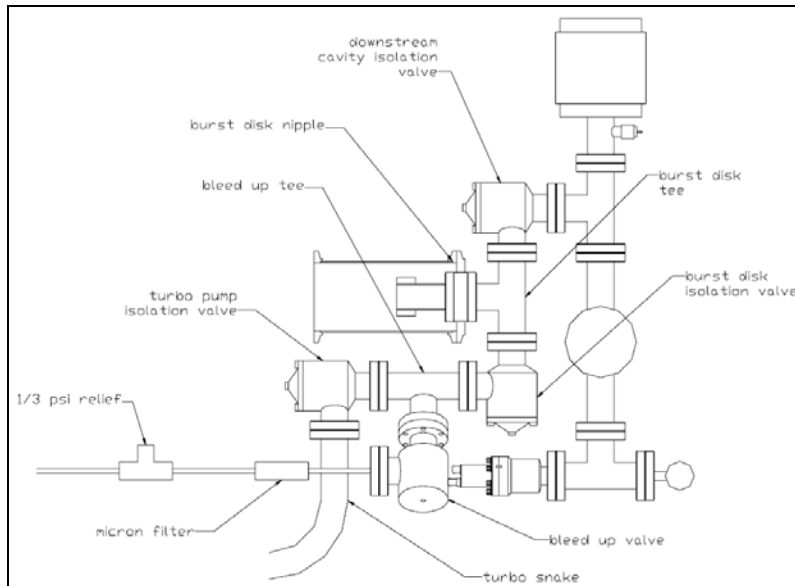 downstream
cavity isolation
valve
burst disk nipple
bleed up tee
burst disk
tee
turbo pump
isolation valve
burst disk
isolation valve
1/3 psi relief
micron filter
bleed up valve
turbo snake